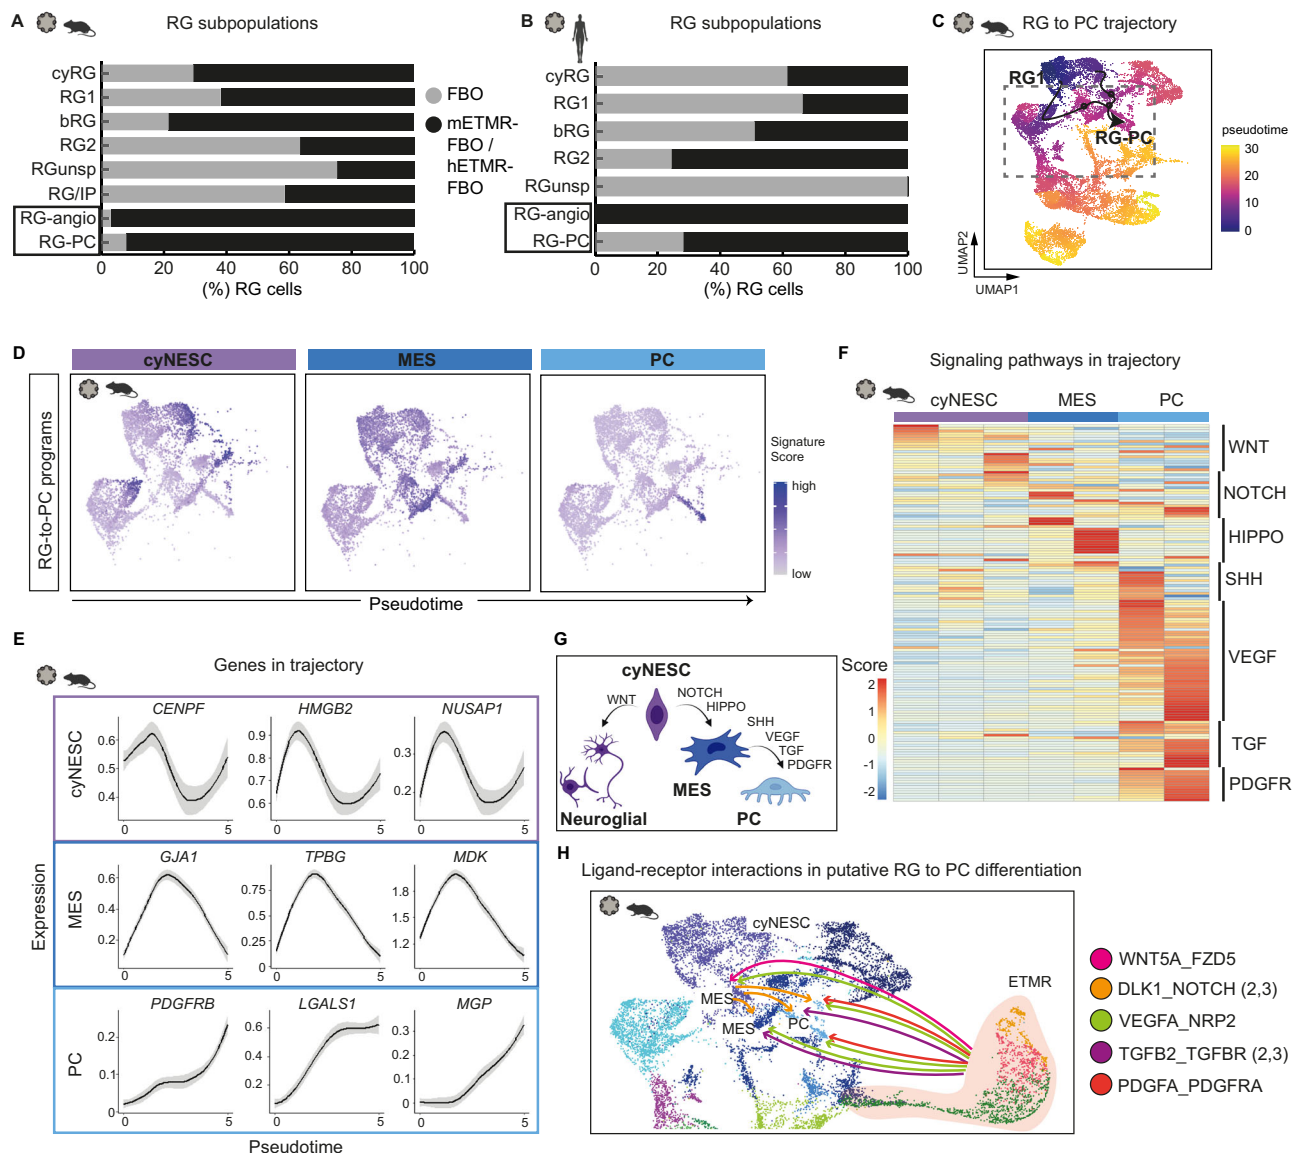 A
RG subpopulations
cyRG
RG1
bRG
RG2
RGunsp
RG/IP
RG-angio
RG-PC
0 20 40 60 80 100
(%) RG cells
FBO
mETMR-
FBO /
hETMR-
FBO
B
RG subpopulations
cyRG
RG1
bRG
RG2
RGunsp
RG-angio
RG-PC
0 20 40 60 80 100
(%) RG cells
C
RG to PC trajectory
RG1
RG-PC
pseudotime
30
20
10
0
UMAP2
UMAP1
D
cyNESC MES PC
RG-to-PC programs
Signature
Score
high
low
Pseudotime
E
Genes in trajectory
Expression
cyNESC
CENPF HMGB2 NUSAP1
0.6
0.4
0 5
0.9
0.8
0.7
0.6
0 5
0.3
0.2
0 5
MES
GJA1 TPBG MDK
0.6
0.4
0.2
0 5
0.75
0.5
0.25
0
0 5
1.8
1.5
1.2
0 5
PC
PDGFRB LGALS1 MGP
0.2
0.1
0
0 5
0.6
0.4
0.2
0 5
0.3
0.2
0.1
0
0 5
Pseudotime
F
Signaling pathways in trajectory
cyNESC MES PC
WNT
NOTCH
HIPPO
SHH
VEGF
TGF
PDGFR
Score
2
1
0
-1
-2
G
cyNESC
WNT
NOTCH
HIPPO
SHH
VEGF
TGF
PDGFR
MES
Neuroglial
PC
H
Ligand-receptor interactions in putative RG to PC differentiation
cyNESC
MES
MES
PC
ETMR
WNT5A_FZD5
DLK1_NOTCH (2,3)
VEGFA_NRP2
TGFB2_TGFBR (2,3)
PDGFA_PDGFRA